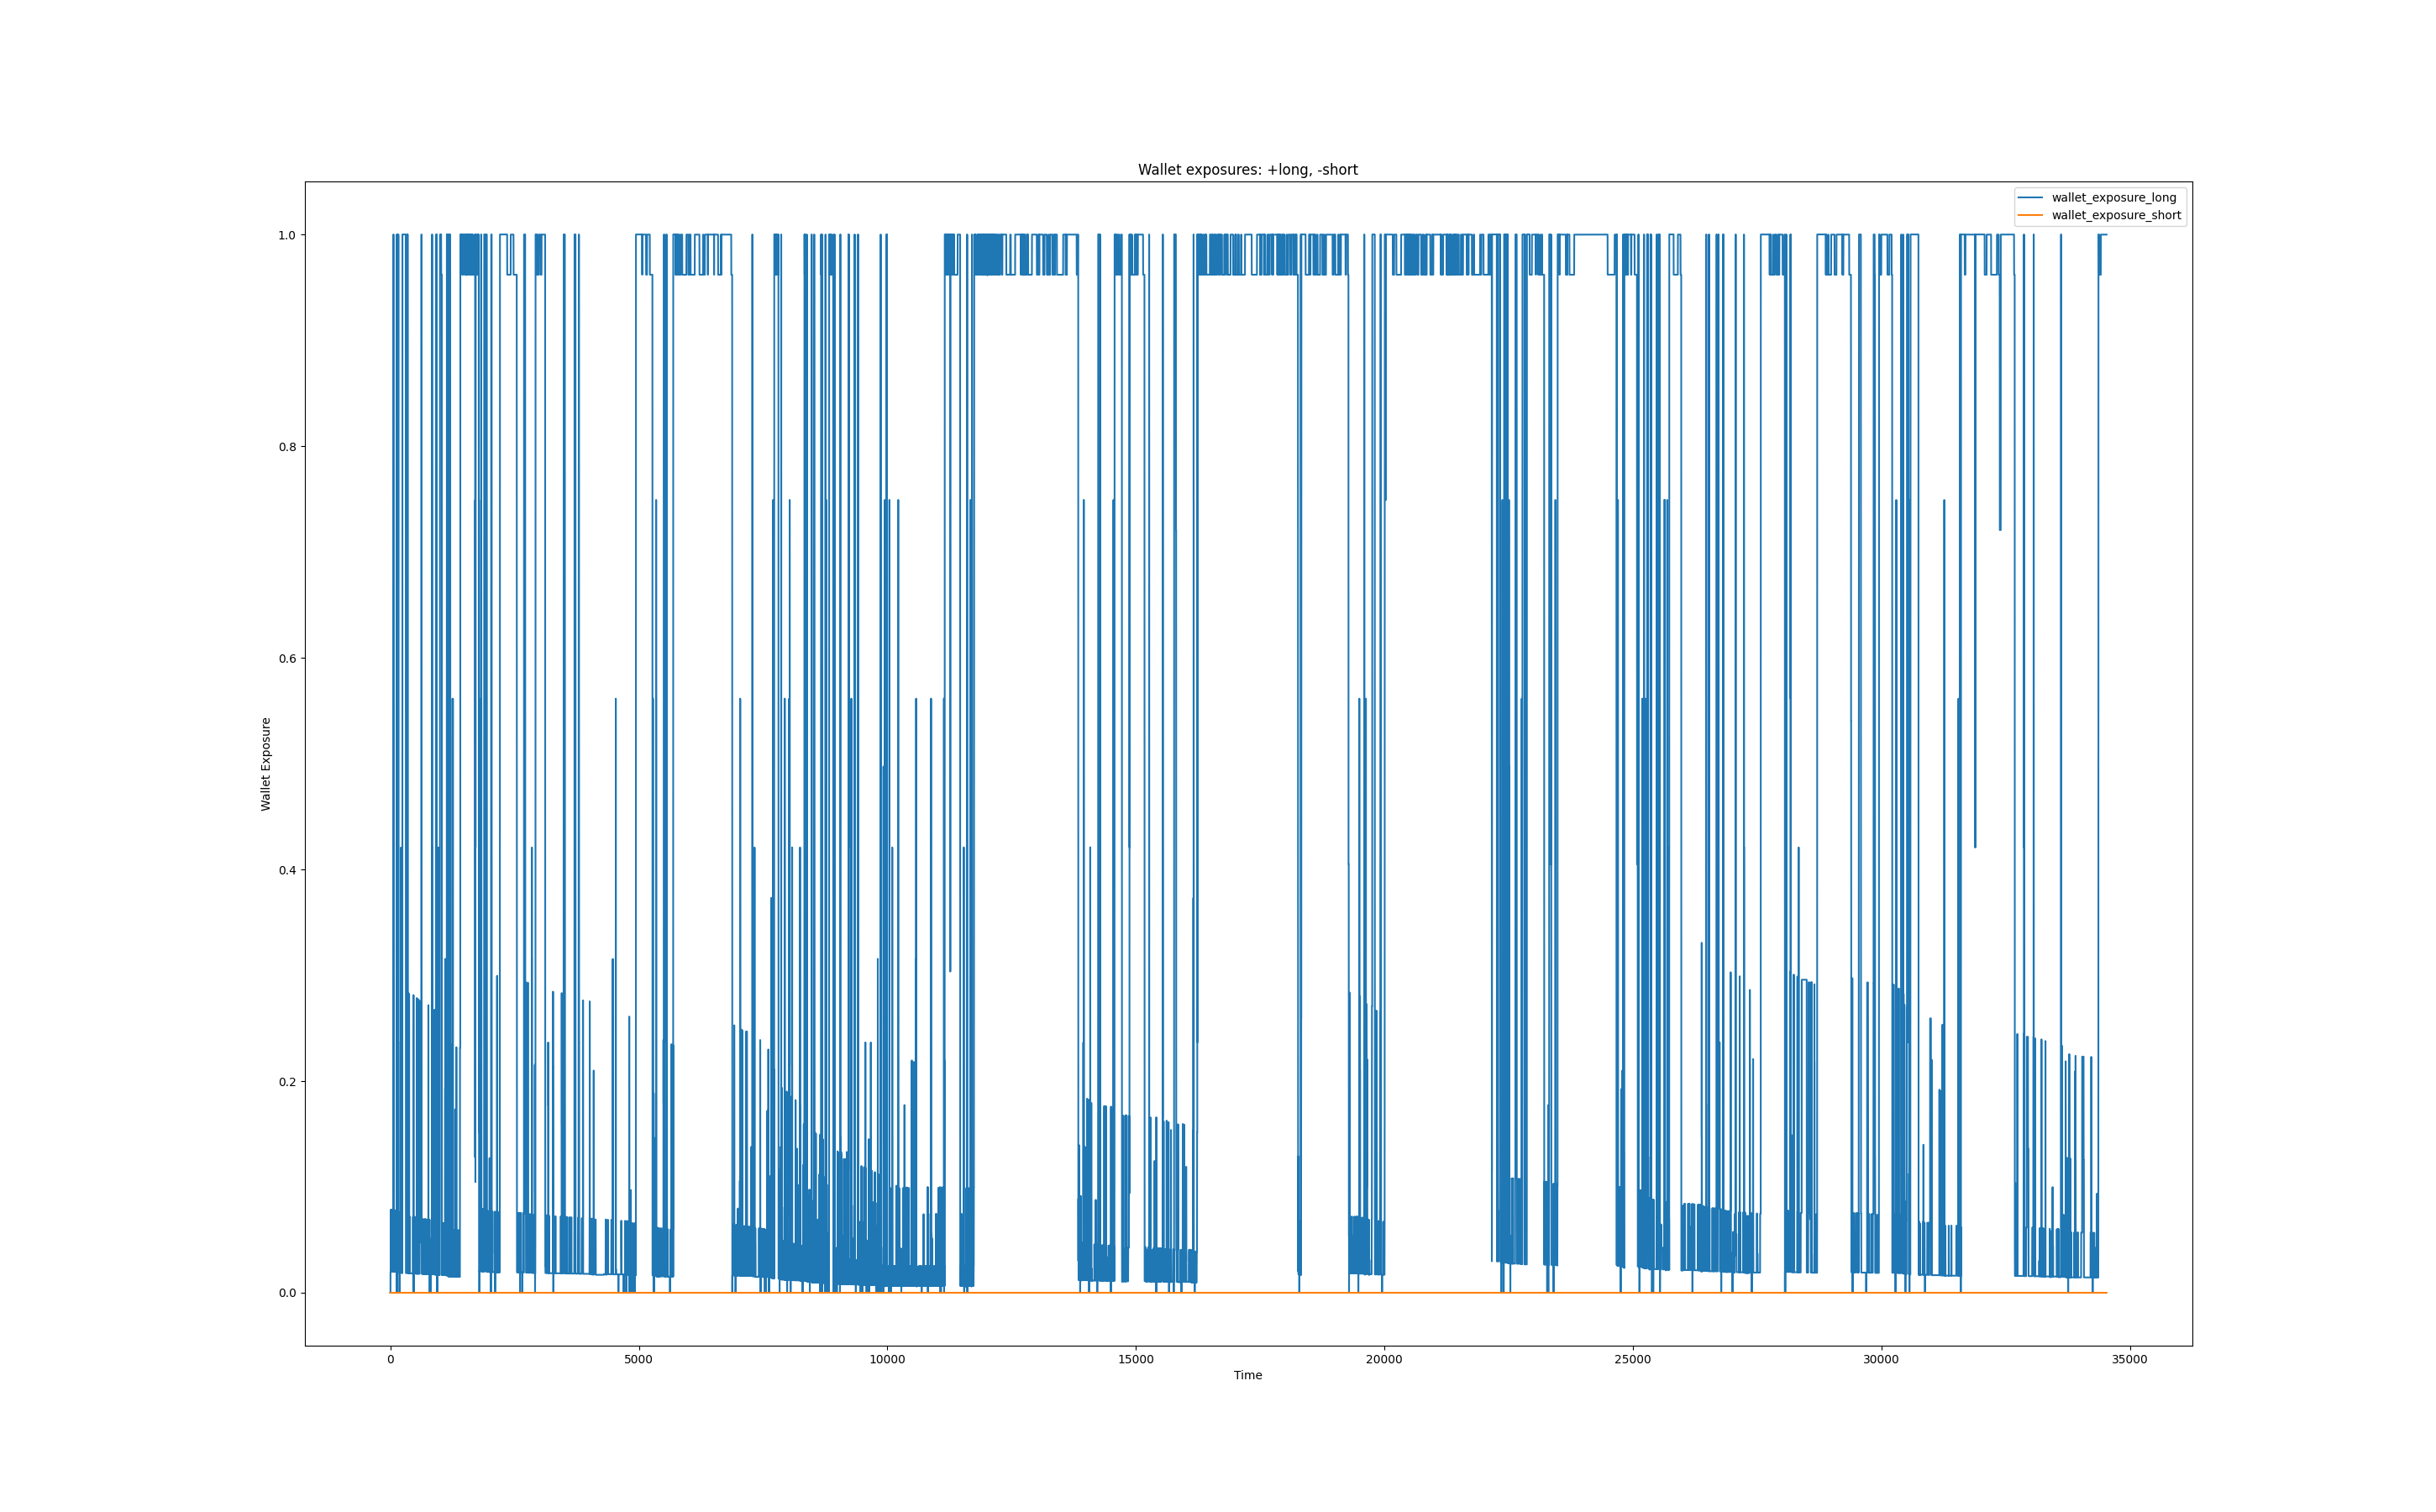 Wallet exposures: +long, -short
wallet_exposure_long
wallet_exposure_short
1.0
0.8
0.6
0.4
0.2
0.0
Wallet Exposure
0 5000 10000 15000 20000 25000 30000 35000
Time